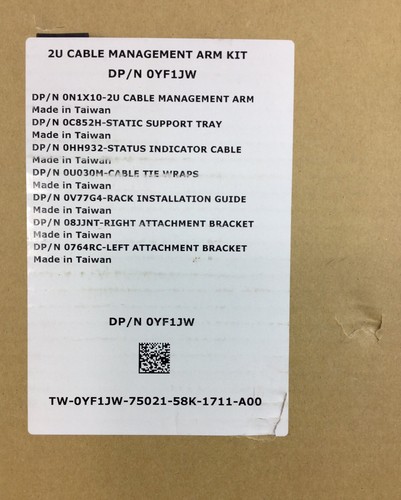 2U CABLE MANAGEMENT ARM KIT
DP/N 0YF1JW
DP/N 0N1X10-2U CABLE MANAGEMENT ARM
Made in Taiwan
DP/N 0C852H-STATIC SUPPORT TRAY
Made in Taiwan
DP/N 0HH932-STATUS INDICATOR CABLE
Made in Taiwan
DP/N 0U030M-CABLE TIE WRAPS
Made in Taiwan
DP/N 0V77G4-RACK INSTALLATION GUIDE
Made in Taiwan
DP/N 08JJNT-RIGHT ATTACHMENT BRACKET
Made in Taiwan
DP/N 0764RC-LEFT ATTACHMENT BRACKET
Made in Taiwan
DP/N 0YF1JW
TW-0YF1JW-75021-58K-1711-A00